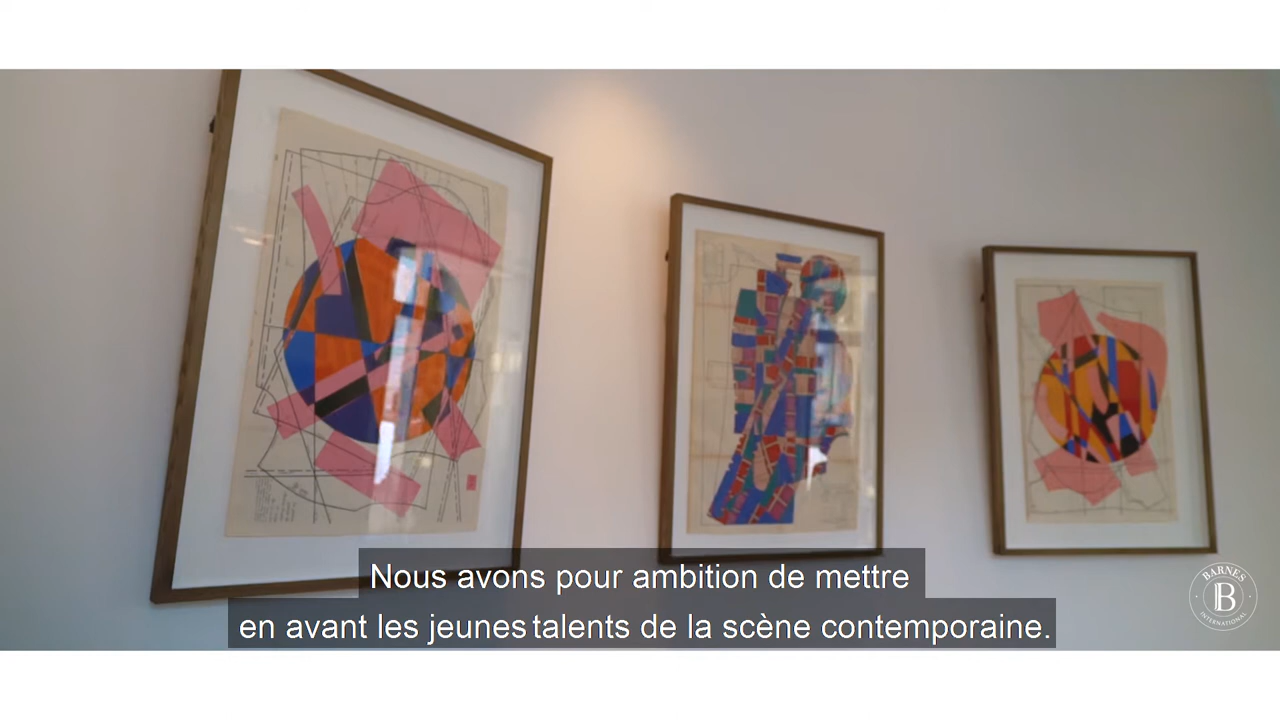 Nous avons pour ambition de mettre
en avant les jeunes talents de la scène contemporaine.
BARNES
B
INTERNATIONAL